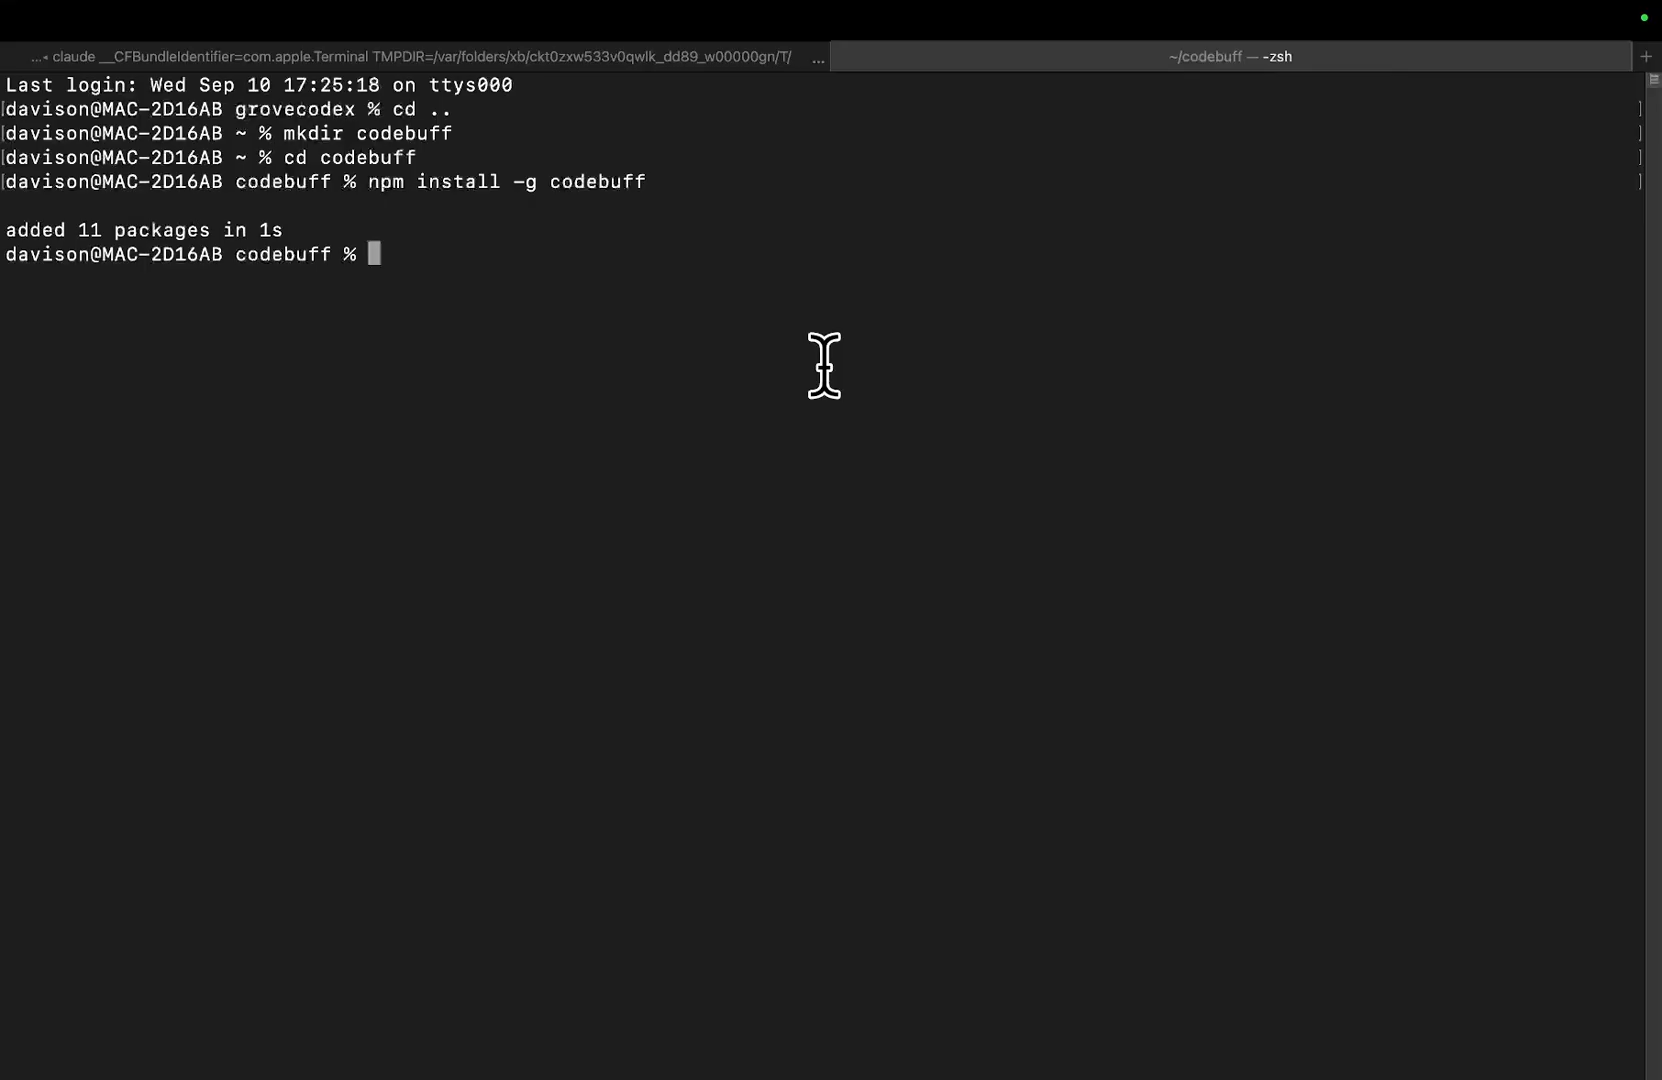 ...◂ claude __CFBundleIdentifier=com.apple.Terminal TMPDIR=/var/folders/xb/ckt0zxw533v0qwlk_dd89_w00000gn/T/ ...
~/codebuff — -zsh +
Last login: Wed Sep 10 17:25:18 on ttys000
[davison@MAC-2D16AB grovecodex % cd .. ]
[davison@MAC-2D16AB ~ % mkdir codebuff ]
[davison@MAC-2D16AB ~ % cd codebuff ]
[davison@MAC-2D16AB codebuff % npm install -g codebuff ]
added 11 packages in 1s
davison@MAC-2D16AB codebuff %